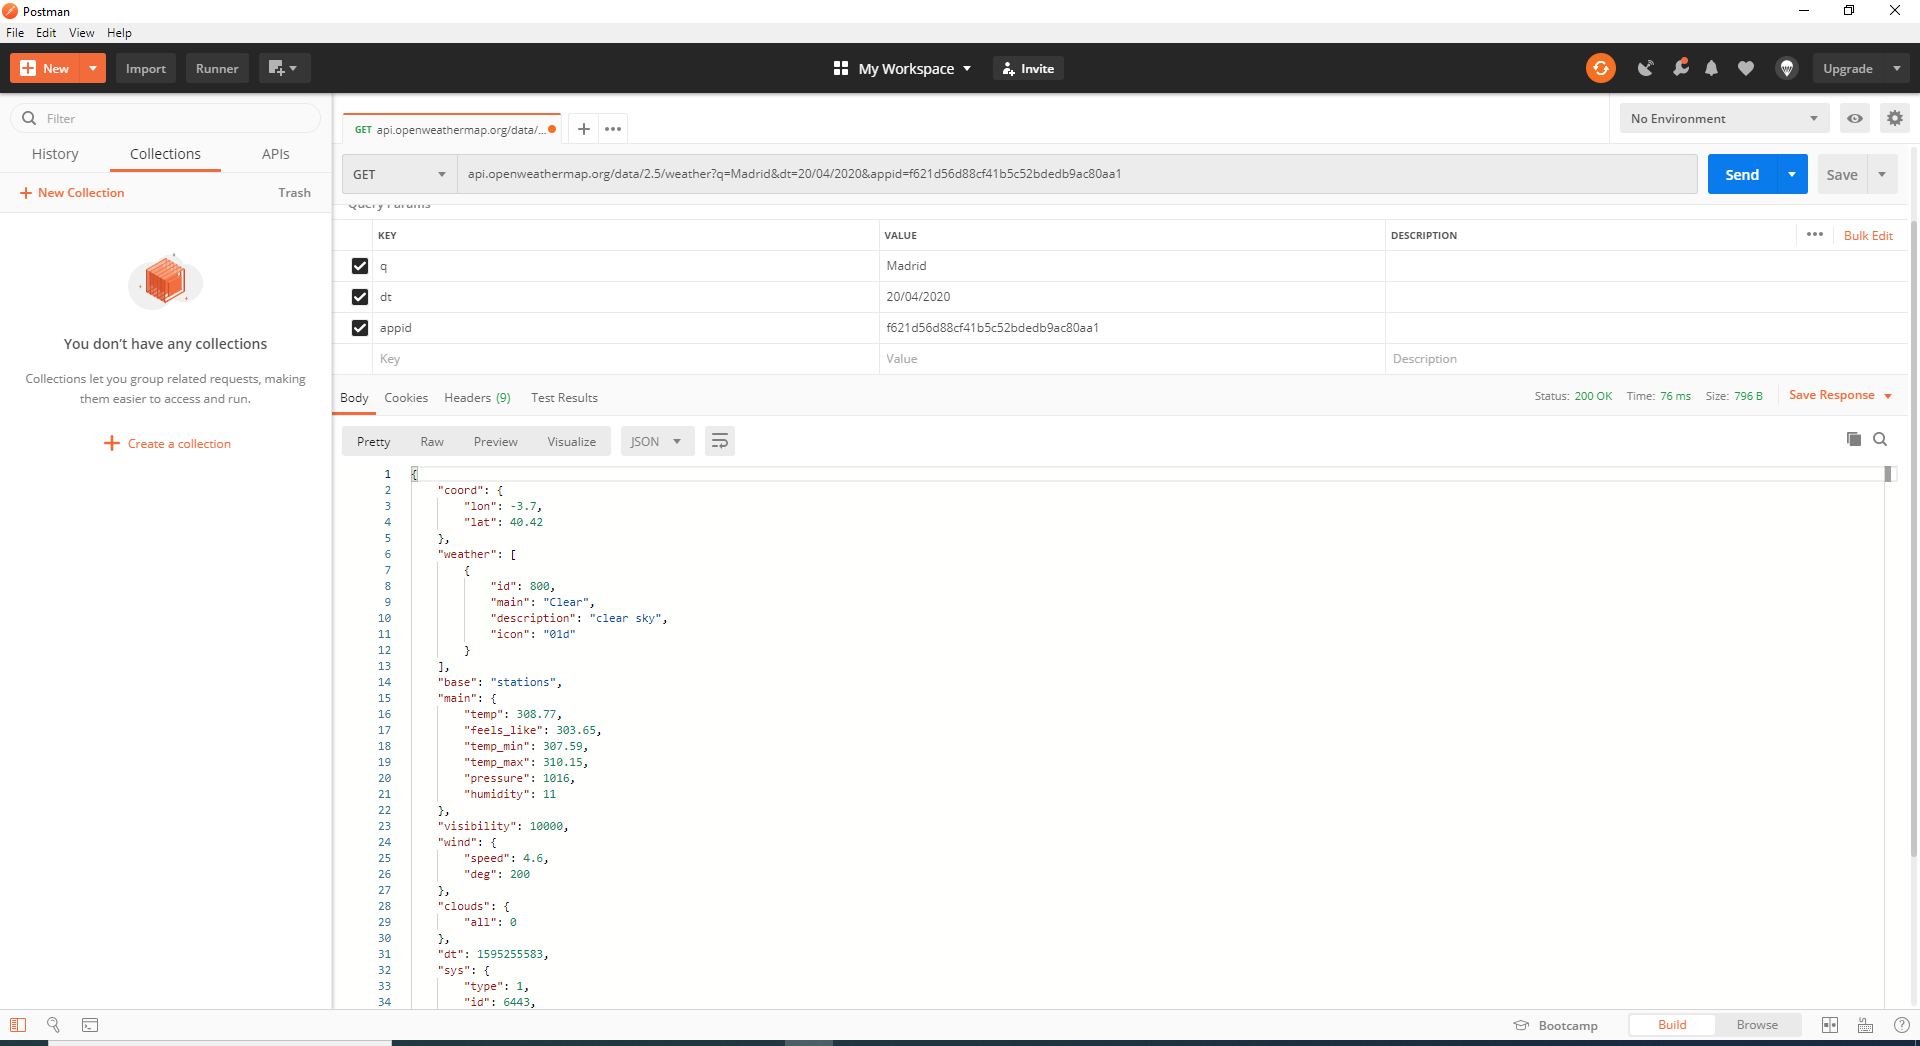 Postman
File Edit View Help
New Import Runner My Workspace Invite Upgrade
Filter
History Collections APIs
New Collection Trash
You don't have any collections
Collections let you group related requests, making
them easier to access and run.
Create a collection
GET api.openweathermap.org/data/... No Environment
GET api.openweathermap.org/data/2.5/weather?q=Madrid&dt=20/04/2020&appid=f621d56d88cf41b5c52bdedb9ac80aa1 Send Save
Query Params
KEY VALUE DESCRIPTION Bulk Edit
q Madrid
dt 20/04/2020
appid f621d56d88cf41b5c52bdedb9ac80aa1
Key Value Description
Body Cookies Headers (9) Test Results Status: 200 OK Time: 76 ms Size: 796 B Save Response
Pretty Raw Preview Visualize JSON
1 {
2 "coord": {
3 "lon": -3.7,
4 "lat": 40.42
5 },
6 "weather": [
7 {
8 "id": 800,
9 "main": "Clear",
10 "description": "clear sky",
11 "icon": "01d"
12 }
13 ],
14 "base": "stations",
15 "main": {
16 "temp": 308.77,
17 "feels_like": 303.65,
18 "temp_min": 307.59,
19 "temp_max": 310.15,
20 "pressure": 1016,
21 "humidity": 11
22 },
23 "visibility": 10000,
24 "wind": {
25 "speed": 4.6,
26 "deg": 200
27 },
28 "clouds": {
29 "all": 0
30 },
31 "dt": 1595255583,
32 "sys": {
33 "type": 1,
34 "id": 6443,
Bootcamp Build Browse